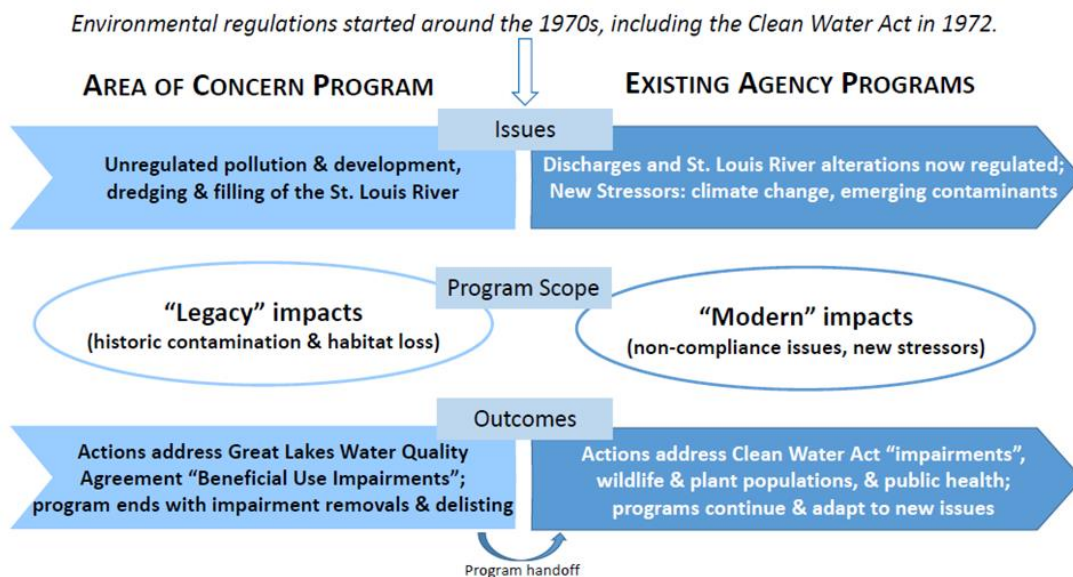 Environmental regulations started around the 1970s, including the Clean Water Act in 1972.
AREA OF CONCERN PROGRAM
EXISTING AGENCY PROGRAMS
Issues
Unregulated pollution & development,
dredging & filling of the St. Louis River
Discharges and St. Louis River alterations now regulated;
New Stressors: climate change, emerging contaminants
Program Scope
“Legacy” impacts
(historic contamination & habitat loss)
“Modern” impacts
(non-compliance issues, new stressors)
Outcomes
Actions address Great Lakes Water Quality
Agreement “Beneficial Use Impairments”;
program ends with impairment removals & delisting
Actions address Clean Water Act “impairments”,
wildlife & plant populations, & public health;
programs continue & adapt to new issues
Program handoff